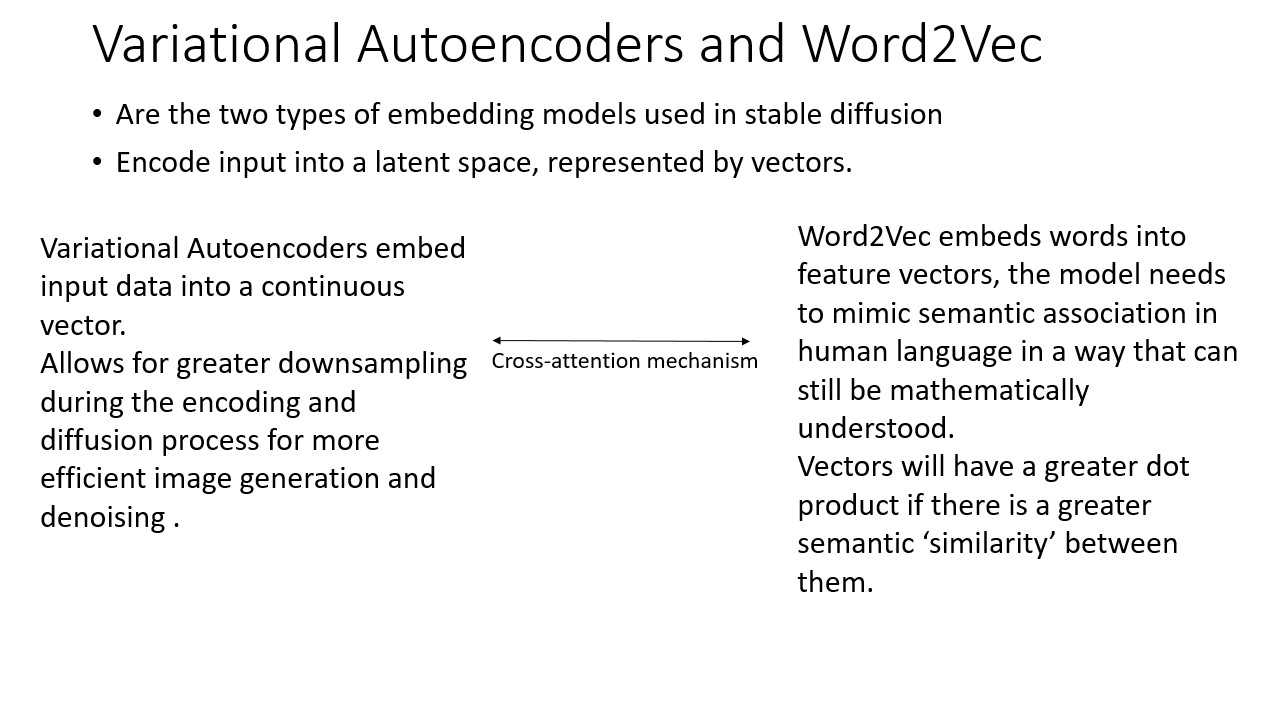 Variational Autoencoders and Word2Vec
• Are the two types of embedding models used in stable diffusion
• Encode input into a latent space, represented by vectors.
Variational Autoencoders embed
input data into a continuous
vector.
Allows for greater downsampling
during the encoding and
diffusion process for more
efficient image generation and
denoising .
Cross-attention mechanism
Word2Vec embeds words into
feature vectors, the model needs
to mimic semantic association in
human language in a way that can
still be mathematically
understood.
Vectors will have a greater dot
product if there is a greater
semantic ‘similarity’ between
them.